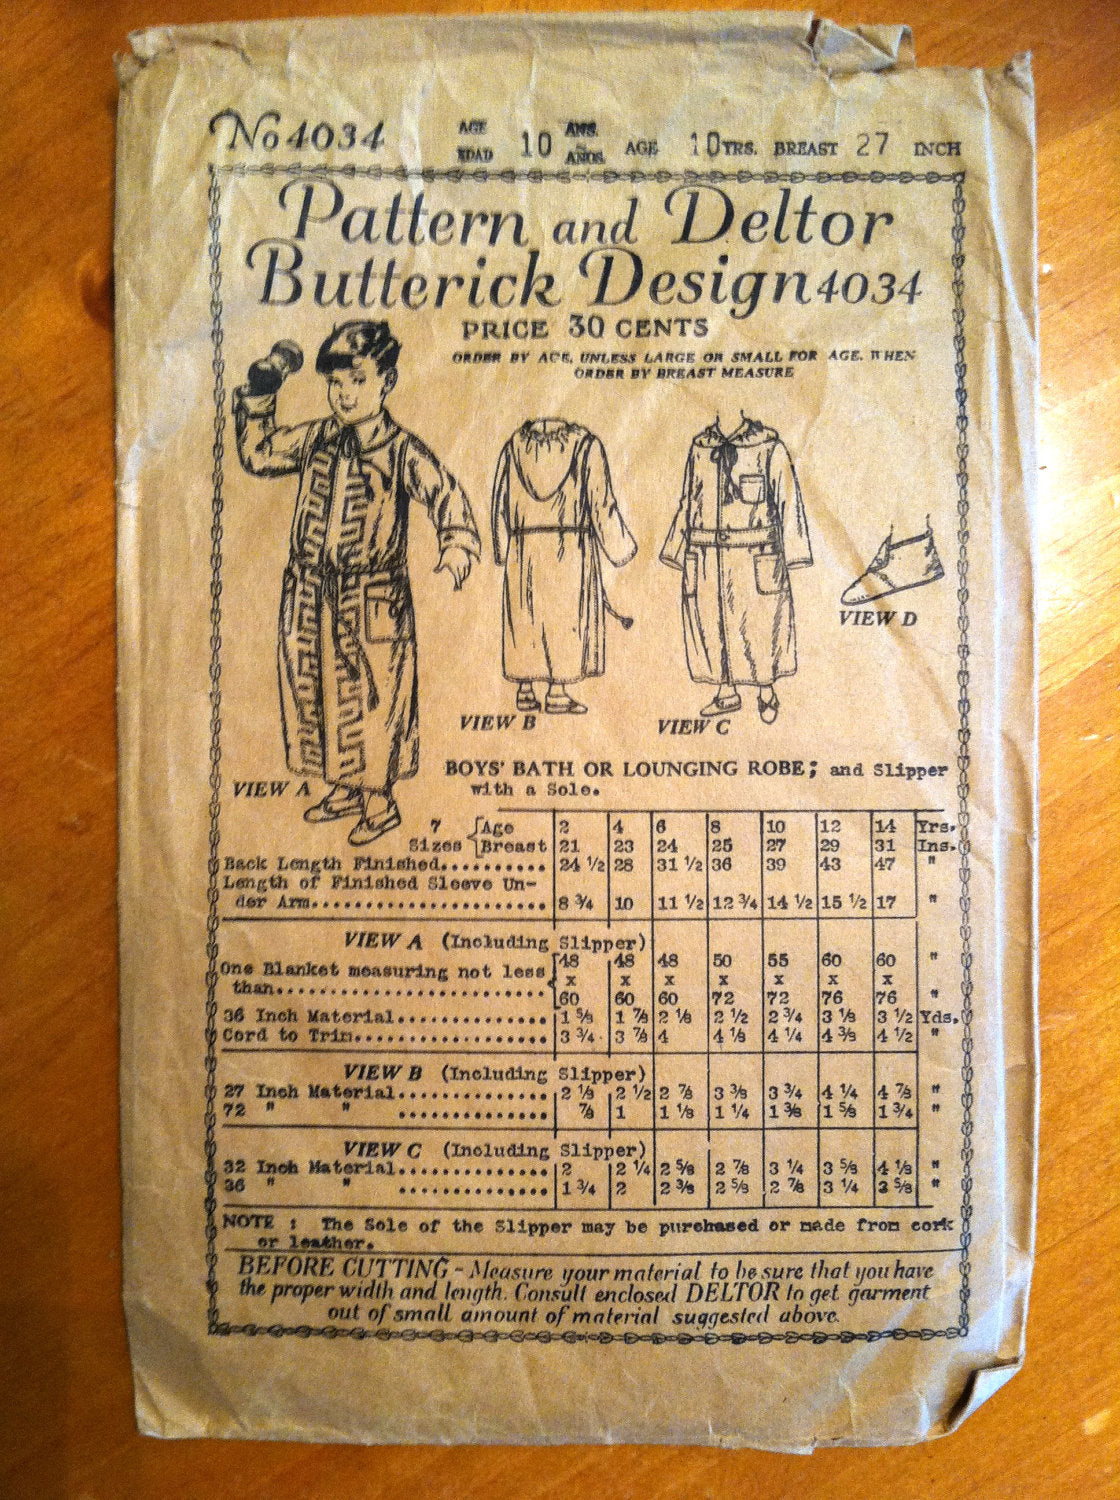 No 4034 AGE EDAD 10 ANS. AÑOS. AGE 10 YRS. BREAST 27 INCH
Pattern and Deltor
Butterick Design 4034
PRICE 30 CENTS
ORDER BY AGE, UNLESS LARGE OR SMALL FOR AGE, WHEN
ORDER BY BREAST MEASURE
VIEW A
VIEW B
VIEW C
VIEW D
BOYS' BATH OR LOUNGING ROBE; and Slipper
with a Sole.
7 Sizes Age 2 4 6 8 10 12 14 Yrs.
Breast 21 23 24 25 27 29 31 Ins.
Back Length Finished.......... 24 1/2 28 31 1/2 36 39 43 47 "
Length of Finished Sleeve Un-
der Arm...................... 8 3/4 10 11 1/2 12 3/4 14 1/2 15 1/2 17 "
VIEW A (Including Slipper)
One Blanket measuring not less 48 48 48 50 55 60 60 "
x x x x x x x
than......................... 60 60 60 72 72 76 76 "
36 Inch Material.............. 1 5/8 1 7/8 2 1/8 2 1/2 2 3/4 3 1/8 3 1/2 Yds.
Cord to Trim.................. 3 3/4 3 7/8 4 4 1/8 4 1/4 4 3/8 4 1/2 "
VIEW B (Including Slipper)
27 Inch Material.............. 2 1/8 2 1/2 2 7/8 3 3/8 3 3/4 4 1/4 4 7/8 "
72 " " .............. 7/8 1 1 1/8 1 1/4 1 3/8 1 5/8 1 3/4 "
VIEW C (Including Slipper)
32 Inch Material.............. 2 2 1/4 2 5/8 2 7/8 3 1/4 3 5/8 4 1/8 "
36 " " .............. 1 3/4 2 2 3/8 2 5/8 2 7/8 3 1/4 3 5/8 "
NOTE : The Sole of the Slipper may be purchased or made from cork
or leather.
BEFORE CUTTING - Measure your material to be sure that you have
the proper width and length. Consult enclosed DELTOR to get garment
out of small amount of material suggested above.